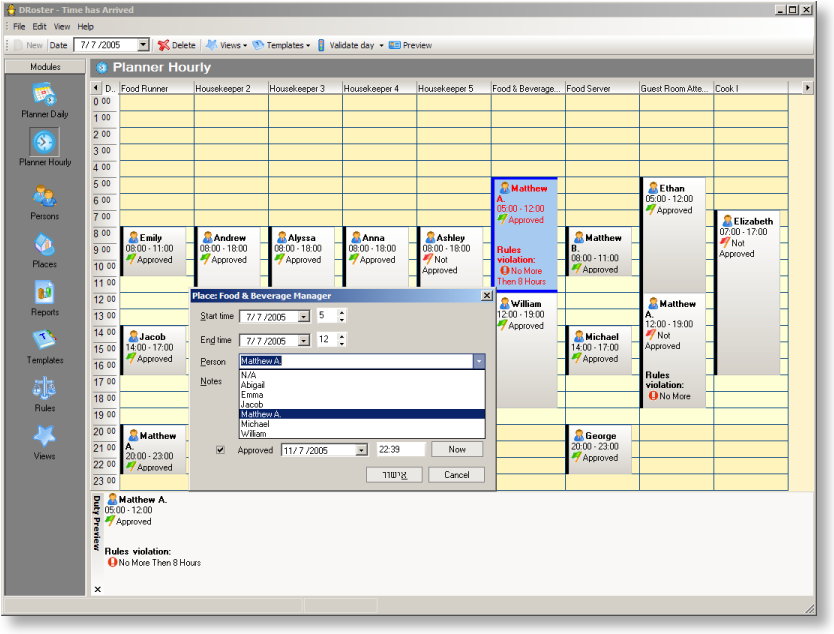 DRoster - Time has Arrived
File Edit View Help
New Date 7/ 7 /2005 Delete Views Templates Validate day Preview
Modules
Planner Daily
Planner Hourly
Persons
Places
Reports
Templates
Rules
Views
Planner Hourly
D.. Food Runner Housekeeper 2 Housekeeper 3 Housekeeper 4 Housekeeper 5 Food & Beverage... Food Server Guest Room Atte... Cook I
0 00
1 00
2 00
3 00
4 00
5 00
6 00
7 00
8 00
9 00
10 00
11 00
12 00
13 00
14 00
15 00
16 00
17 00
18 00
19 00
20 00
21 00
22 00
23 00
Emily
08:00 - 11:00
Approved
Jacob
14:00 - 17:00
Approved
Matthew
A.
20:00 - 23:00
Approved
Andrew
08:00 - 18:00
Approved
Alyssa
08:00 - 18:00
Approved
Anna
08:00 - 18:00
Approved
Ashley
08:00 - 18:00
Not
Approved
Matthew
A.
05:00 - 12:00
Approved
Rules
violation:
No More
Then 8 Hours
William
12:00 - 19:00
Approved
Matthew
B.
08:00 - 11:00
Approved
Michael
14:00 - 17:00
Approved
George
20:00 - 23:00
Approved
Ethan
05:00 - 12:00
Approved
Matthew
A.
12:00 - 19:00
Not
Approved
Rules
violation:
No More
Elizabeth
07:00 - 17:00
Not
Approved
Place: Food & Beverage Manager
Start time 7/ 7 /2005 5
End time 7/ 7 /2005 12
Person Matthew A.
Notes
N/A
Abigail
Emma
Jacob
Matthew A.
Michael
William
Approved 11/ 7 /2005 22:39 Now
אישור Cancel
Duty Preview
Matthew A.
05:00 - 12:00
Approved
Rules violation:
No More Then 8 Hours